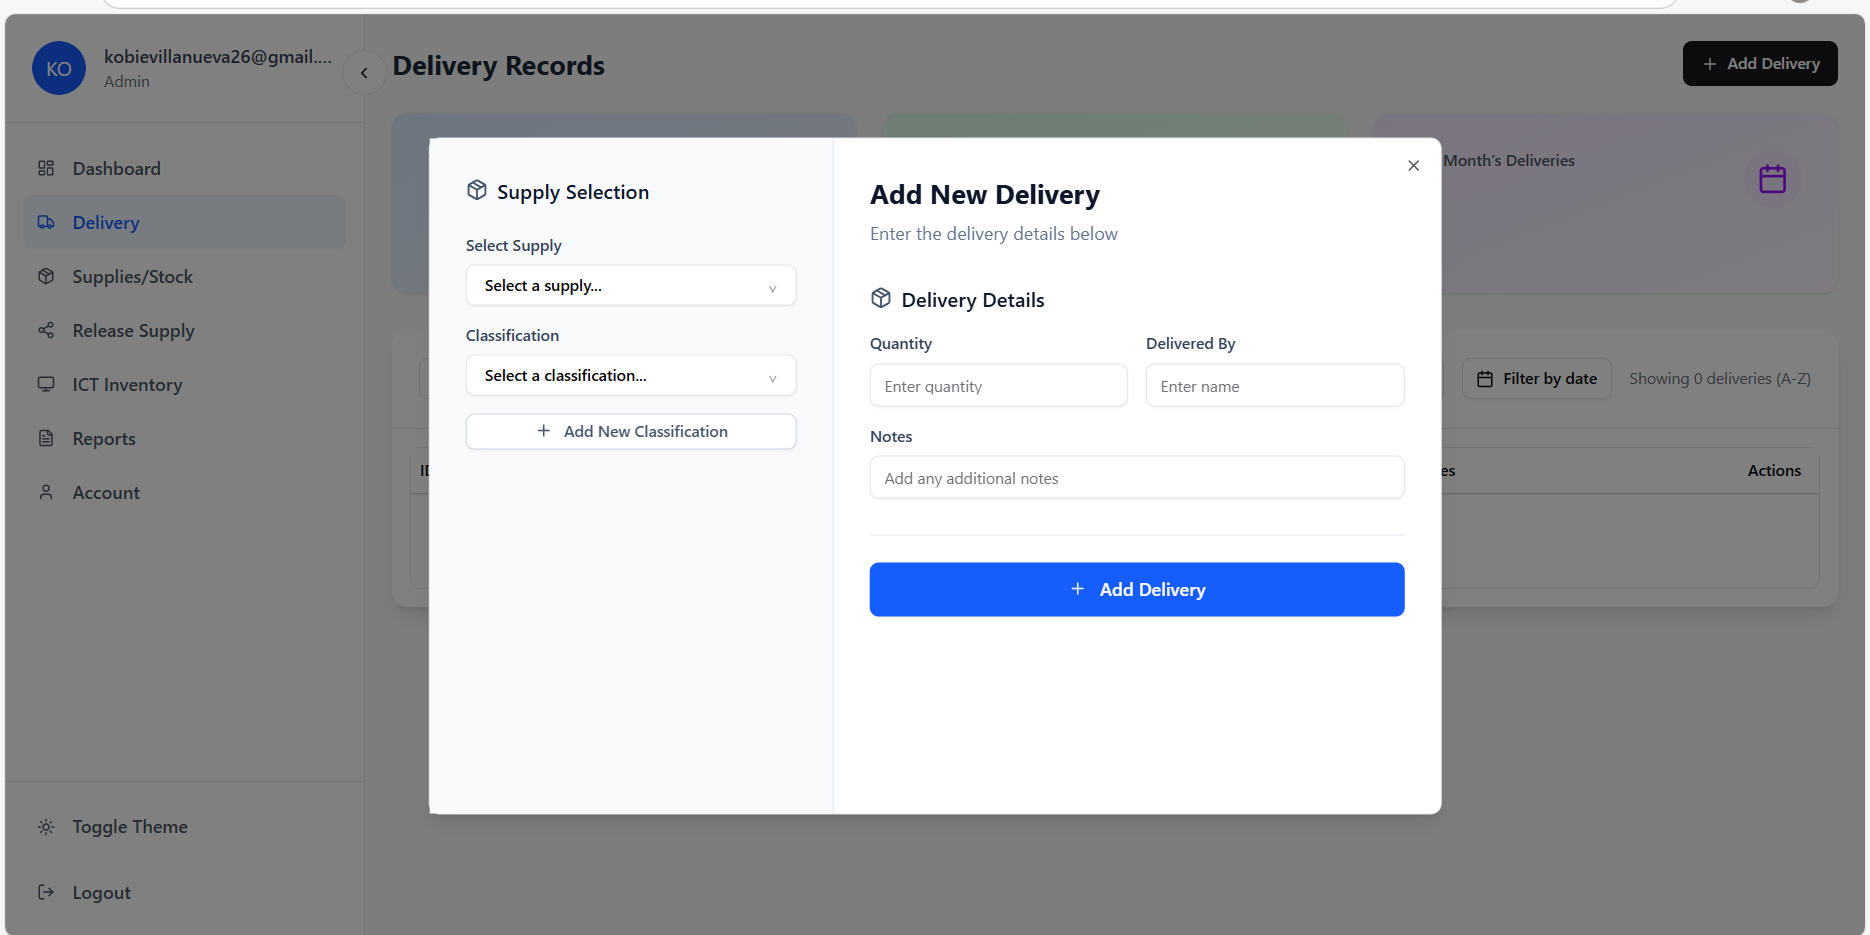 KO
kobievillanueva26@gmail....
Admin
Dashboard
Delivery
Supplies/Stock
Release Supply
ICT Inventory
Reports
Account
Toggle Theme
Logout
Delivery Records
+ Add Delivery
Month's Deliveries
Filter by date
Showing 0 deliveries (A-Z)
Actions
Supply Selection
Select Supply
Select a supply...
Classification
Select a classification...
+ Add New Classification
Add New Delivery
Enter the delivery details below
Delivery Details
Quantity
Delivered By
Enter quantity
Enter name
Notes
Add any additional notes
+ Add Delivery